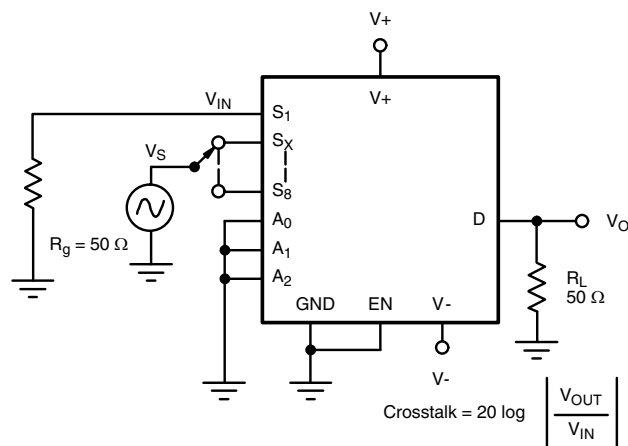 V+
V+
VIN
S1
VS
SX
S8
A0
D
VO
Rg = 50 Ω
A1
A2
RL
50 Ω
GND
EN
V-
V-
Crosstalk = 20 log
VOUT
VIN